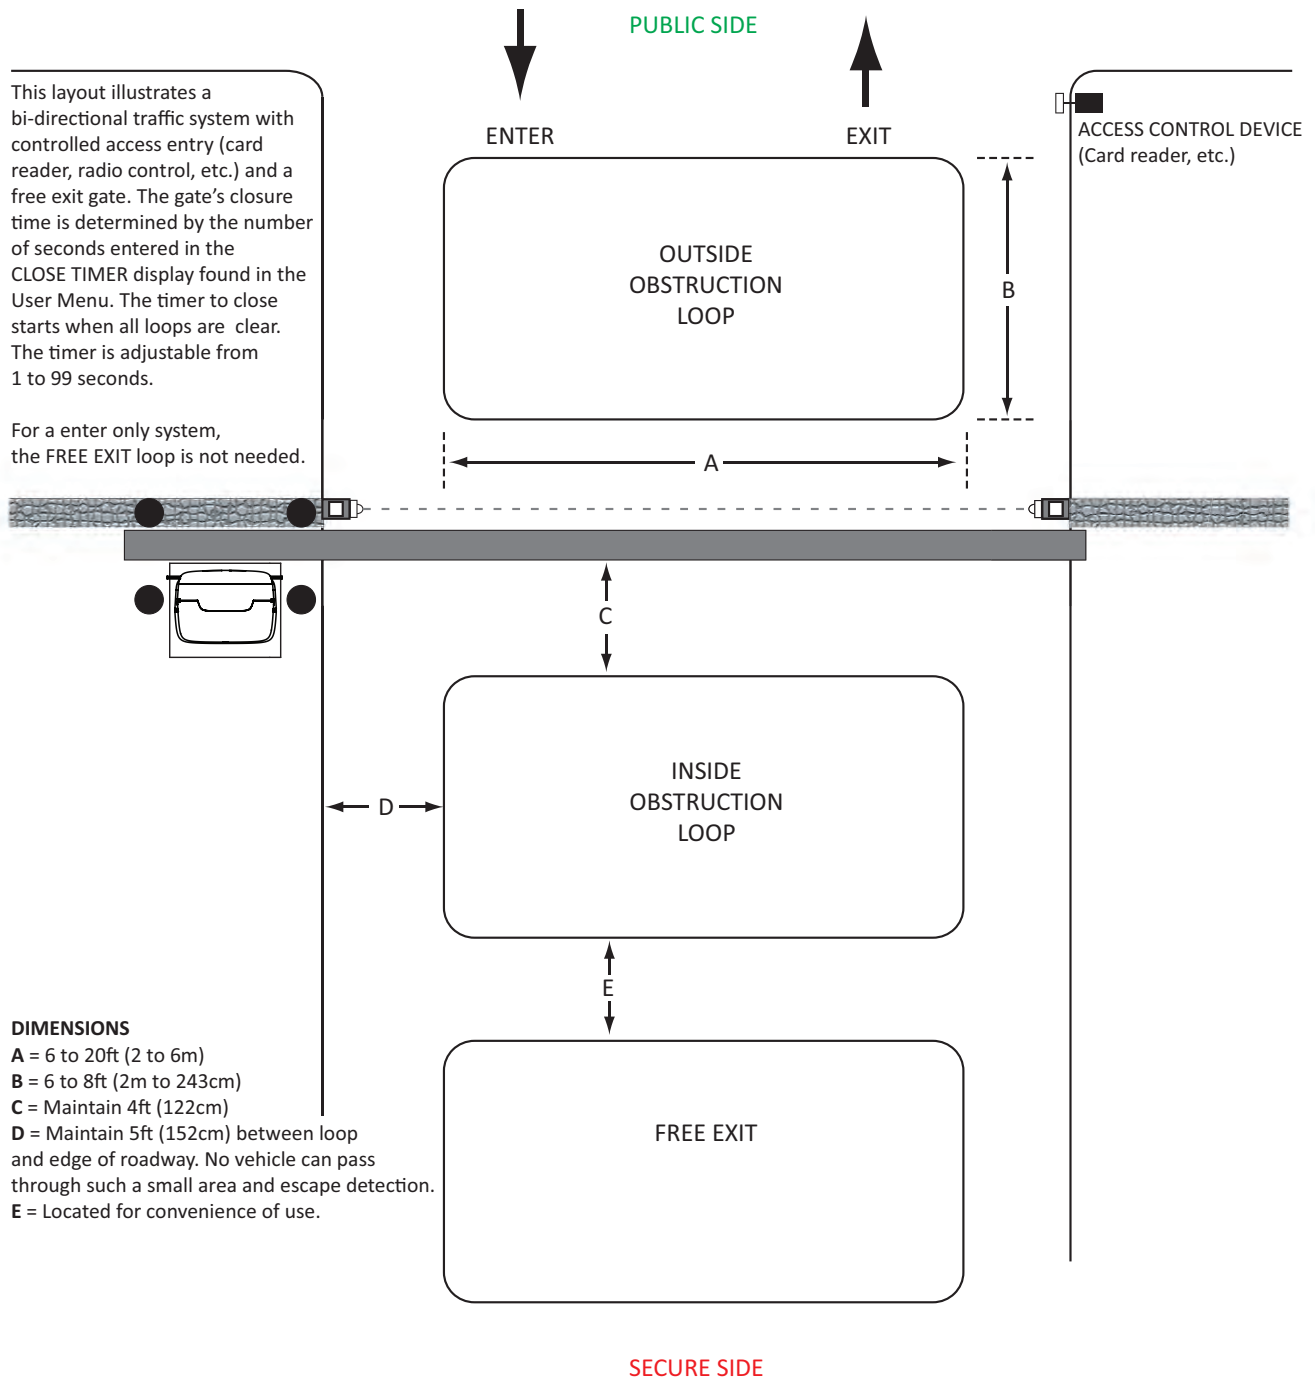 PUBLIC SIDE
This layout illustrates a
bi-directional traffic system with
controlled access entry (card
reader, radio control, etc.) and a
free exit gate. The gate's closure
time is determined by the number
of seconds entered in the
CLOSE TIMER display found in the
User Menu. The timer to close
starts when all loops are clear.
The timer is adjustable from
1 to 99 seconds.
For a enter only system,
the FREE EXIT loop is not needed.
ENTER
EXIT
ACCESS CONTROL DEVICE
(Card reader, etc.)
OUTSIDE
OBSTRUCTION
LOOP
B
A
C
INSIDE
OBSTRUCTION
LOOP
D
E
DIMENSIONS
A = 6 to 20ft (2 to 6m)
B = 6 to 8ft (2m to 243cm)
C = Maintain 4ft (122cm)
D = Maintain 5ft (152cm) between loop
and edge of roadway. No vehicle can pass
through such a small area and escape detection.
E = Located for convenience of use.
FREE EXIT
SECURE SIDE